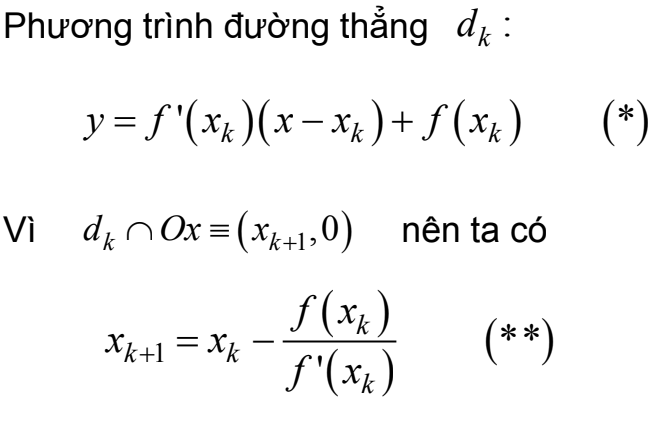 Phương trình đường thẳng d_k :
y = f'(x_k)(x − x_k) + f(x_k) (*)
Vì d_k ∩ Ox ≡ (x_{k+1}, 0) nên ta có
x_{k+1} = x_k − \frac{f(x_k)}{f'(x_k)} (**)